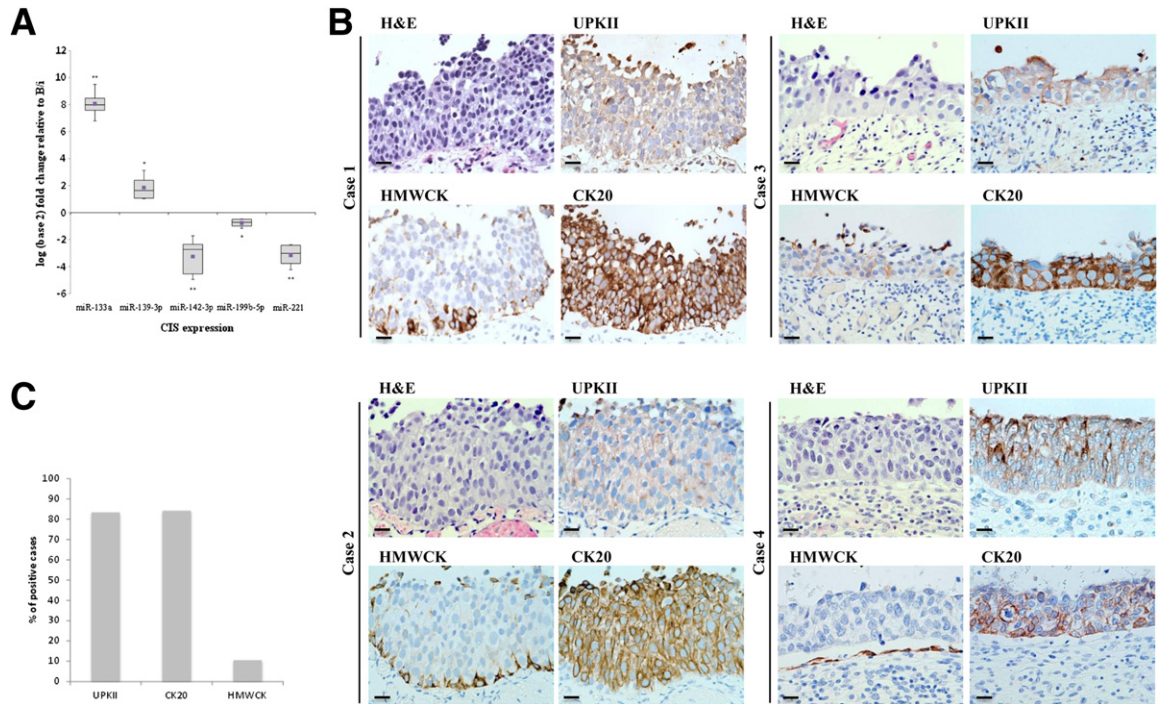 A
12
10
8
6
4
2
0
-2
-4
-6
log (base 2) fold change relative to B/i
**
*
**
*
**
miR-133a miR-139-3p miR-142-3p miR-199b-5p miR-221
CIS expression
B
H&E UPKII
HMWCK CK20
Case 1
H&E UPKII
HMWCK CK20
Case 3
H&E UPKII
HMWCK CK20
Case 2
H&E UPKII
HMWCK CK20
Case 4
C
100
90
80
70
60
50
40
30
20
10
0
% of positive cases
UPKII CK20 HMWCK